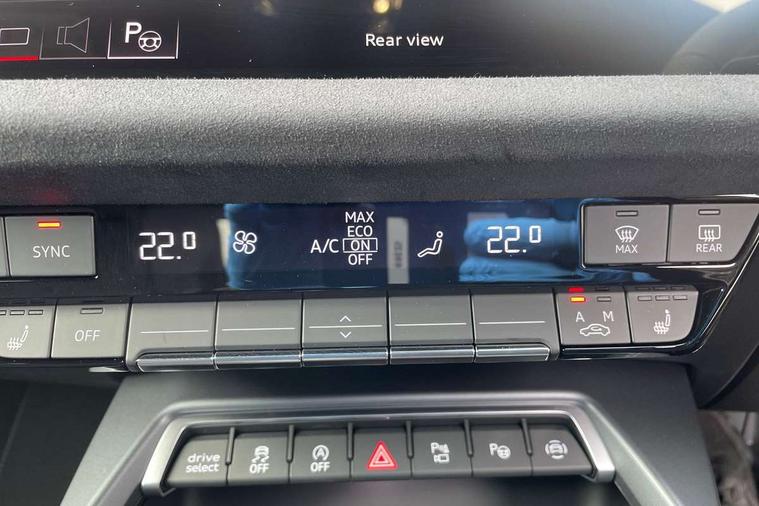 P
Rear view
SYNC
22.0
A/C
MAX
ECO
ON
OFF
22.0
MAX
REAR
OFF
A M
drive
select
OFF
OFF
P
P